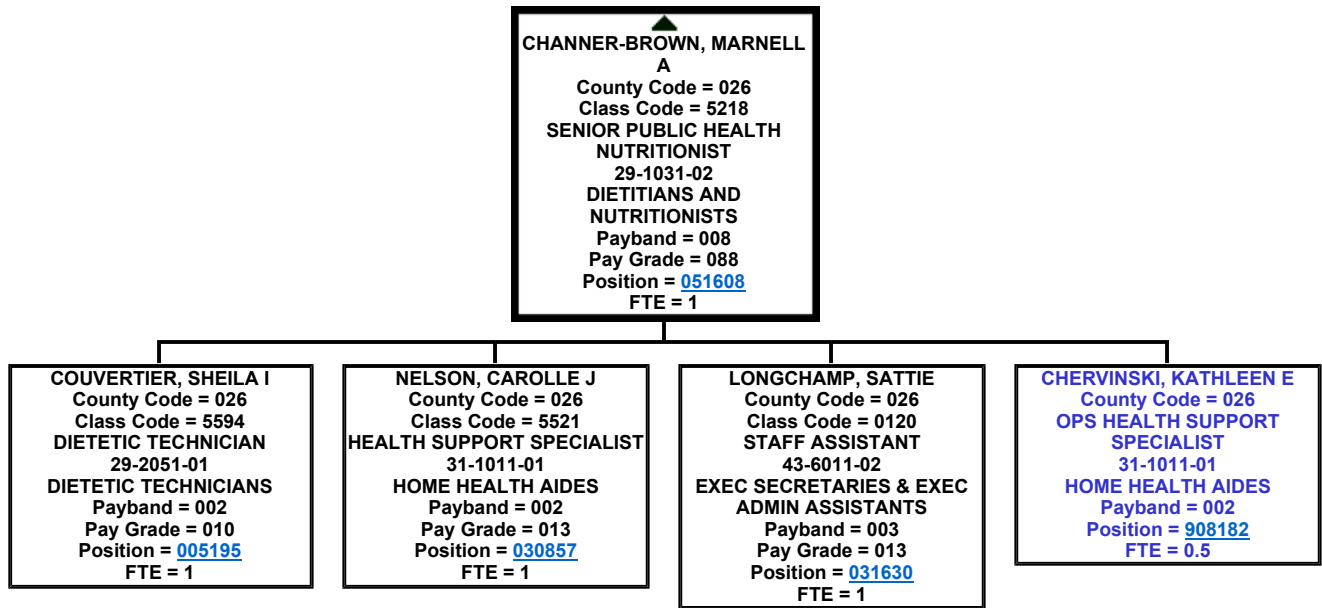 CHANNER-BROWN, MARNELL
A
County Code = 026
Class Code = 5218
SENIOR PUBLIC HEALTH
NUTRITIONIST
29-1031-02
DIETITIANS AND
NUTRITIONISTS
Payband = 008
Pay Grade = 088
Position = 051608
FTE = 1
COUVERTIER, SHEILA I
County Code = 026
Class Code = 5594
DIETETIC TECHNICIAN
29-2051-01
DIETETIC TECHNICIANS
Payband = 002
Pay Grade = 010
Position = 005195
FTE = 1
NELSON, CAROLLE J
County Code = 026
Class Code = 5521
HEALTH SUPPORT SPECIALIST
31-1011-01
HOME HEALTH AIDES
Payband = 002
Pay Grade = 013
Position = 030857
FTE = 1
LONGCHAMP, SATTIE
County Code = 026
Class Code = 0120
STAFF ASSISTANT
43-6011-02
EXEC SECRETARIES & EXEC
ADMIN ASSISTANTS
Payband = 003
Pay Grade = 013
Position = 031630
FTE = 1
CHERVINSKI, KATHLEEN E
County Code = 026
OPS HEALTH SUPPORT
SPECIALIST
31-1011-01
HOME HEALTH AIDES
Payband = 002
Position = 908182
FTE = 0.5